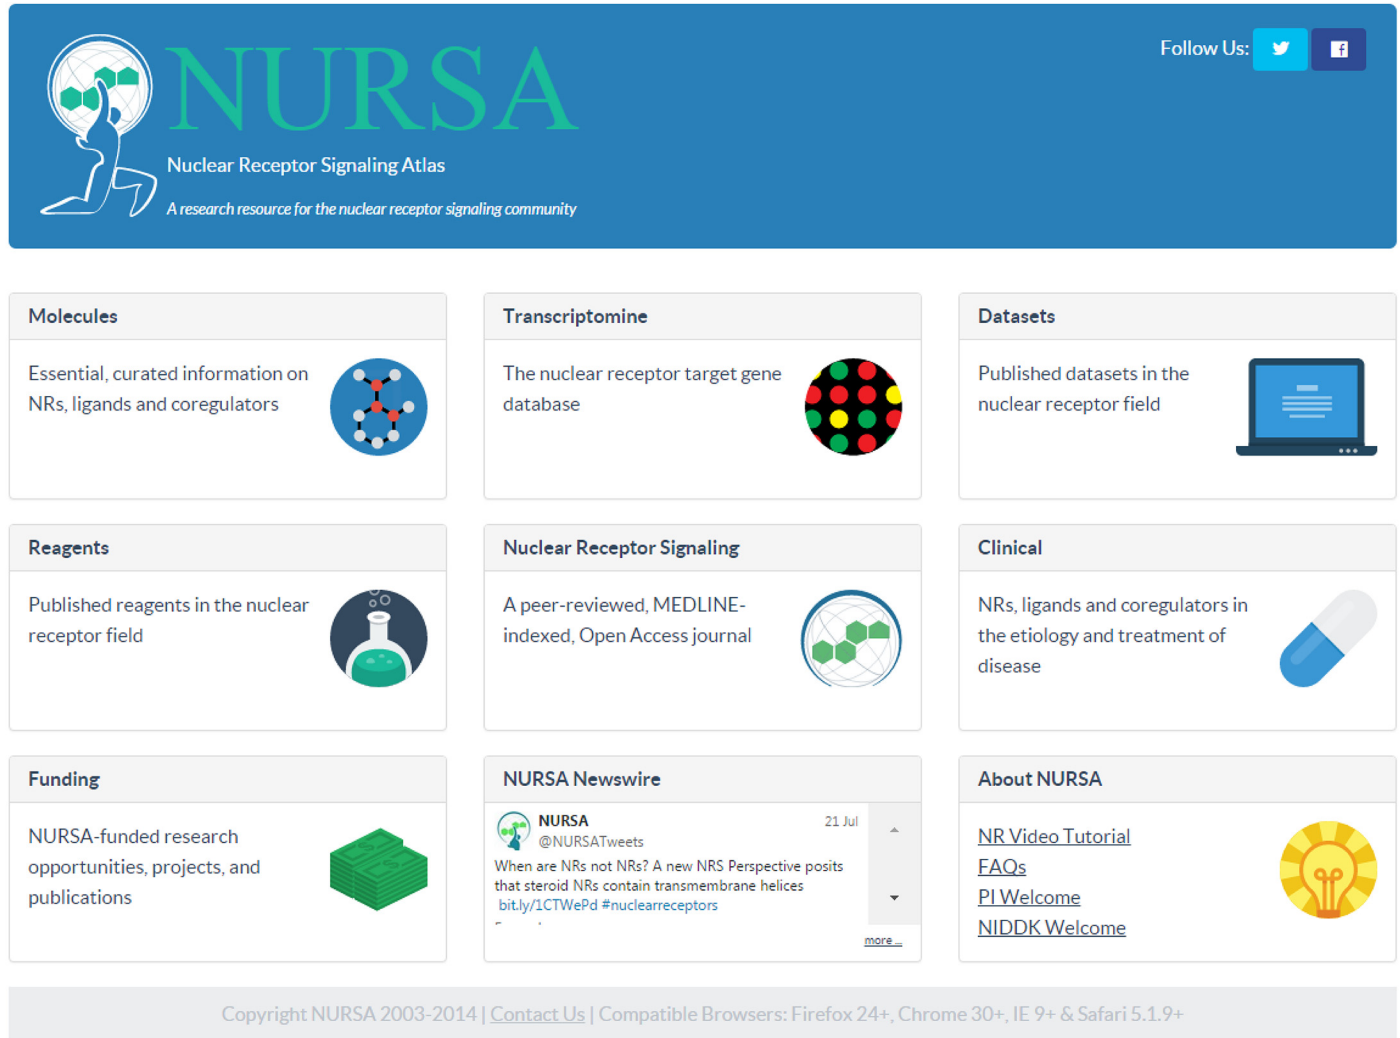 NURSA
Nuclear Receptor Signaling Atlas
A research resource for the nuclear receptor signaling community
Follow Us:
Molecules
Essential, curated information on
NRs, ligands and coregulators
Transcriptomine
The nuclear receptor target gene
database
Datasets
Published datasets in the
nuclear receptor field
Reagents
Published reagents in the nuclear
receptor field
Nuclear Receptor Signaling
A peer-reviewed, MEDLINE-
indexed, Open Access journal
Clinical
NRs, ligands and coregulators in
the etiology and treatment of
disease
Funding
NURSA-funded research
opportunities, projects, and
publications
NURSA Newswire
NURSA
21 Jul
@NURSATweets
When are NRs not NRs? A new NRS Perspective posits
that steroid NRs contain transmembrane helices
bit.ly/1CTWePd #nuclearreceptors
more ...
About NURSA
NR Video Tutorial
FAQs
PI Welcome
NIDDK Welcome
Copyright NURSA 2003-2014 | Contact Us | Compatible Browsers: Firefox 24+, Chrome 30+, IE 9+ & Safari 5.1.9+